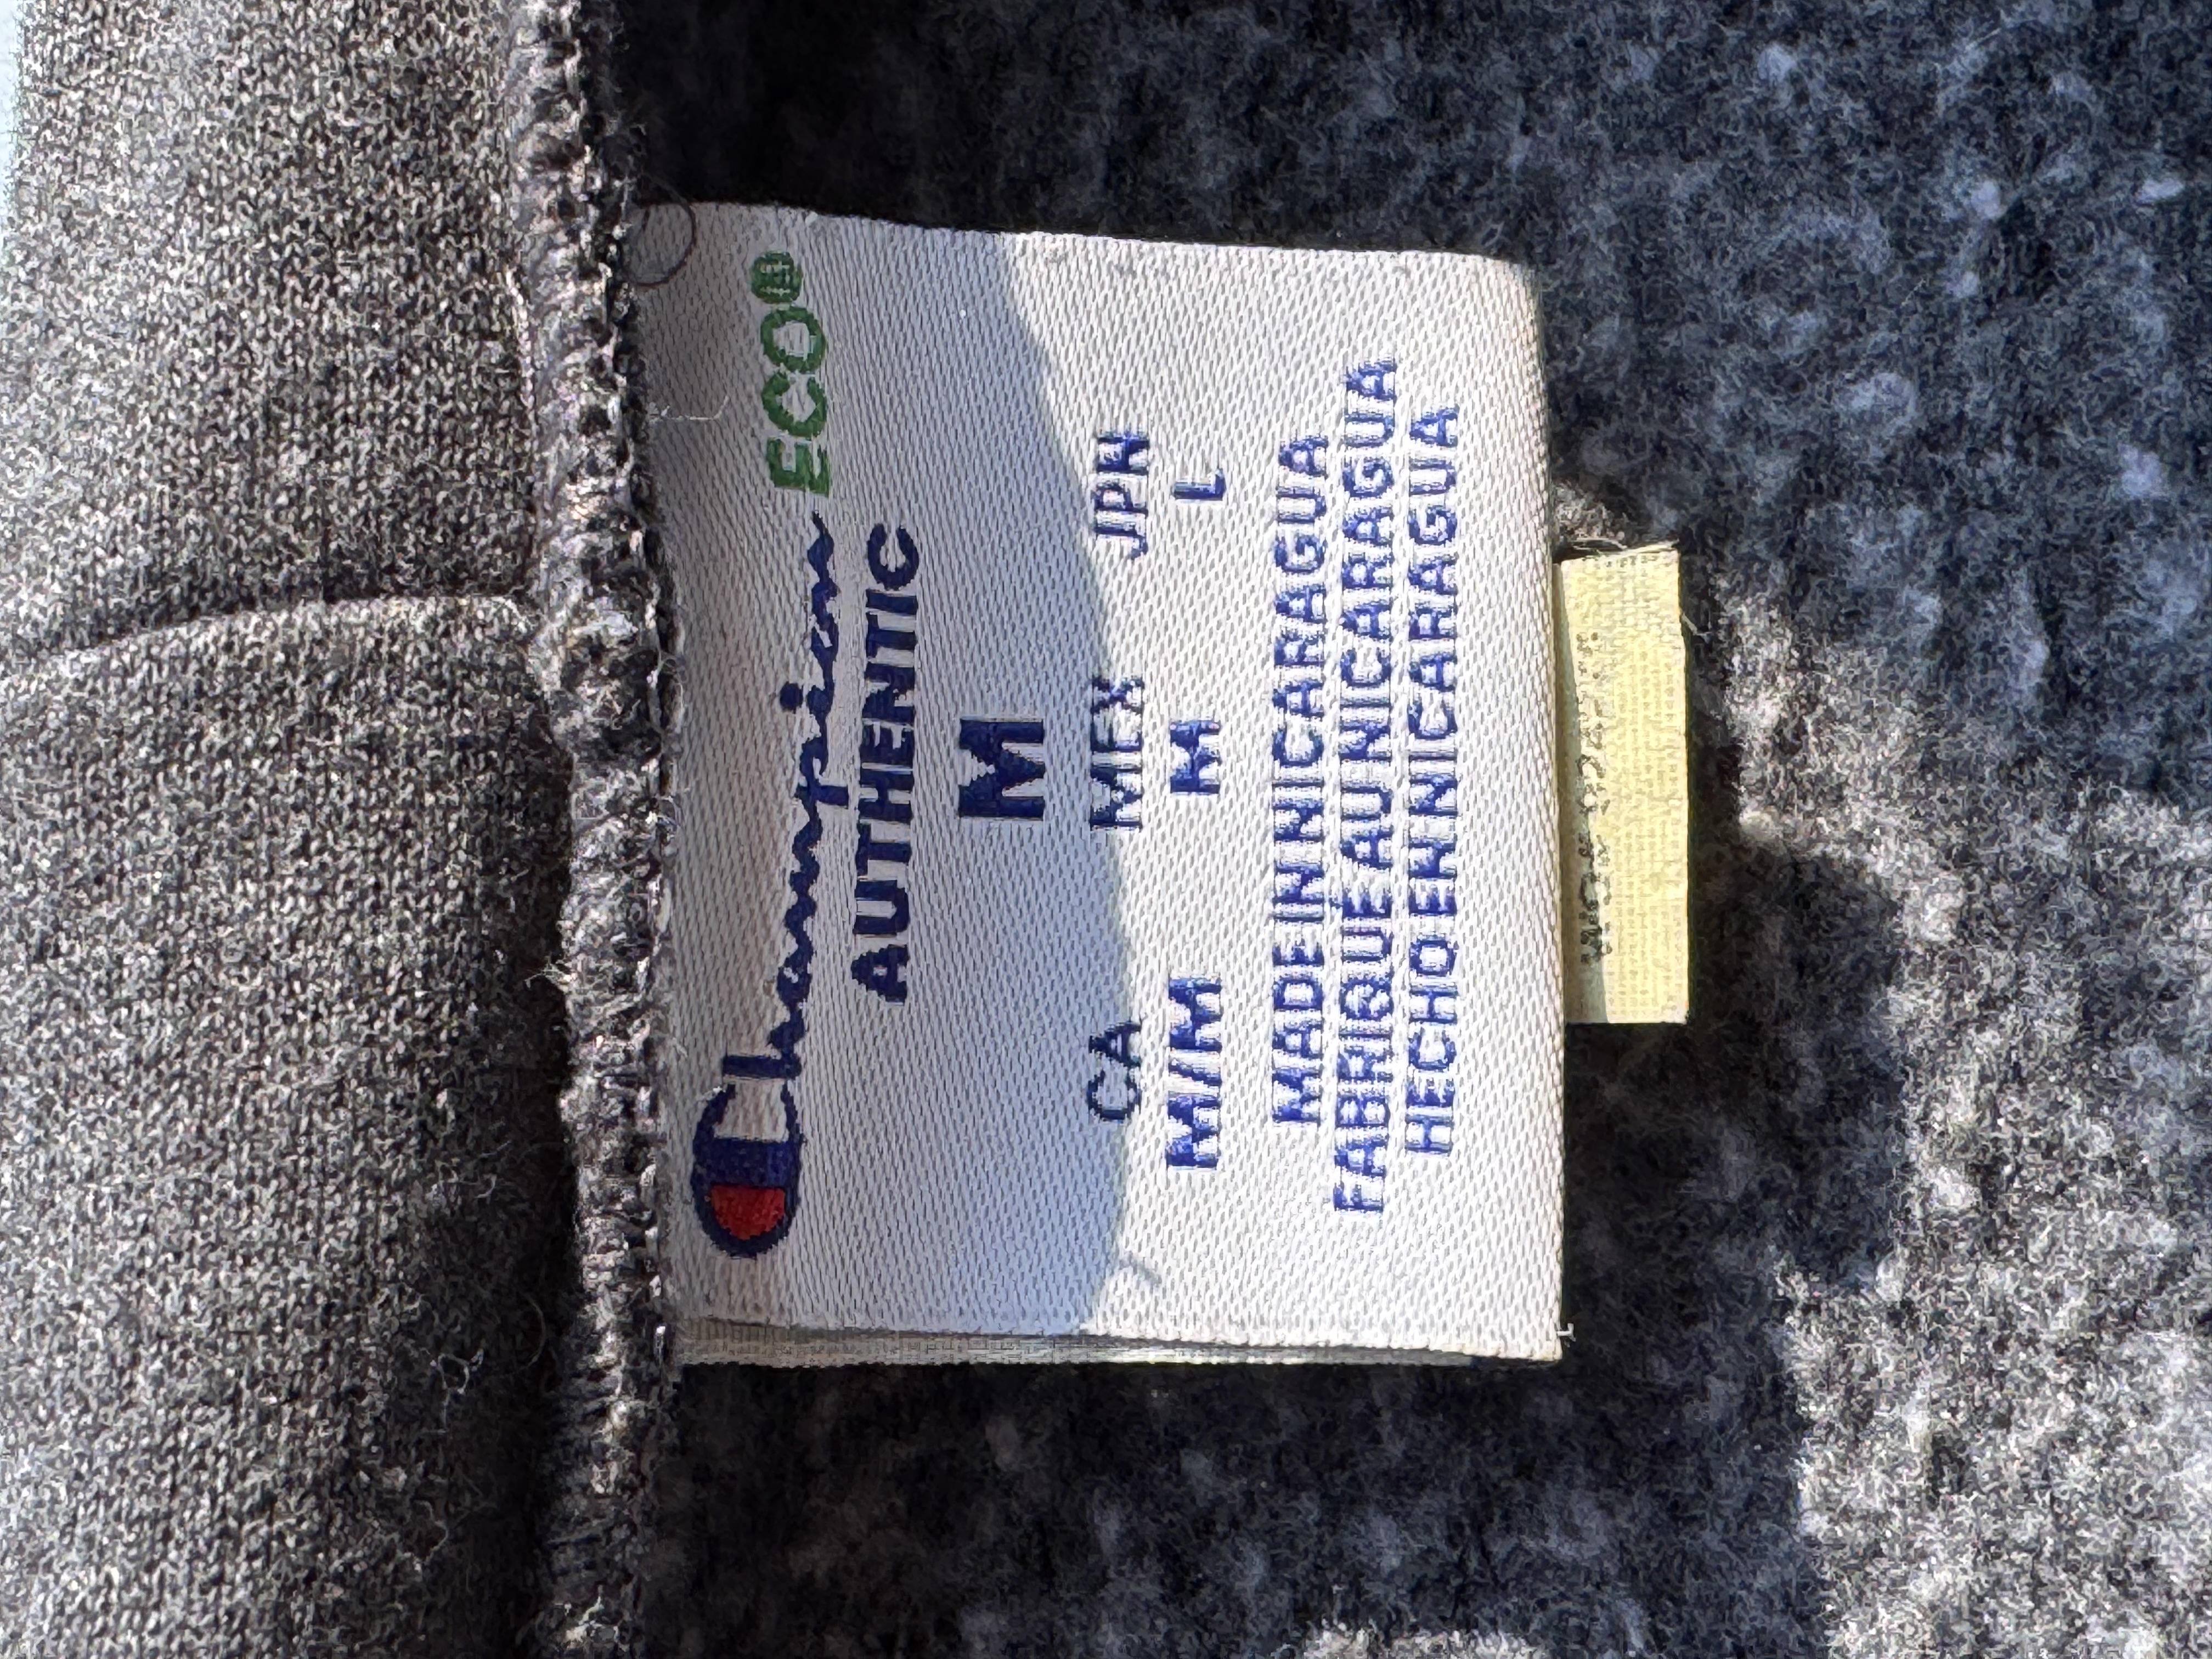 Champion ECO®
AUTHENTIC
M
CA MEX JPN
M/M M L
MADE IN NICARAGUA
FABRIQUÉ AU NICARAGUA
HECHO EN NICARAGUA